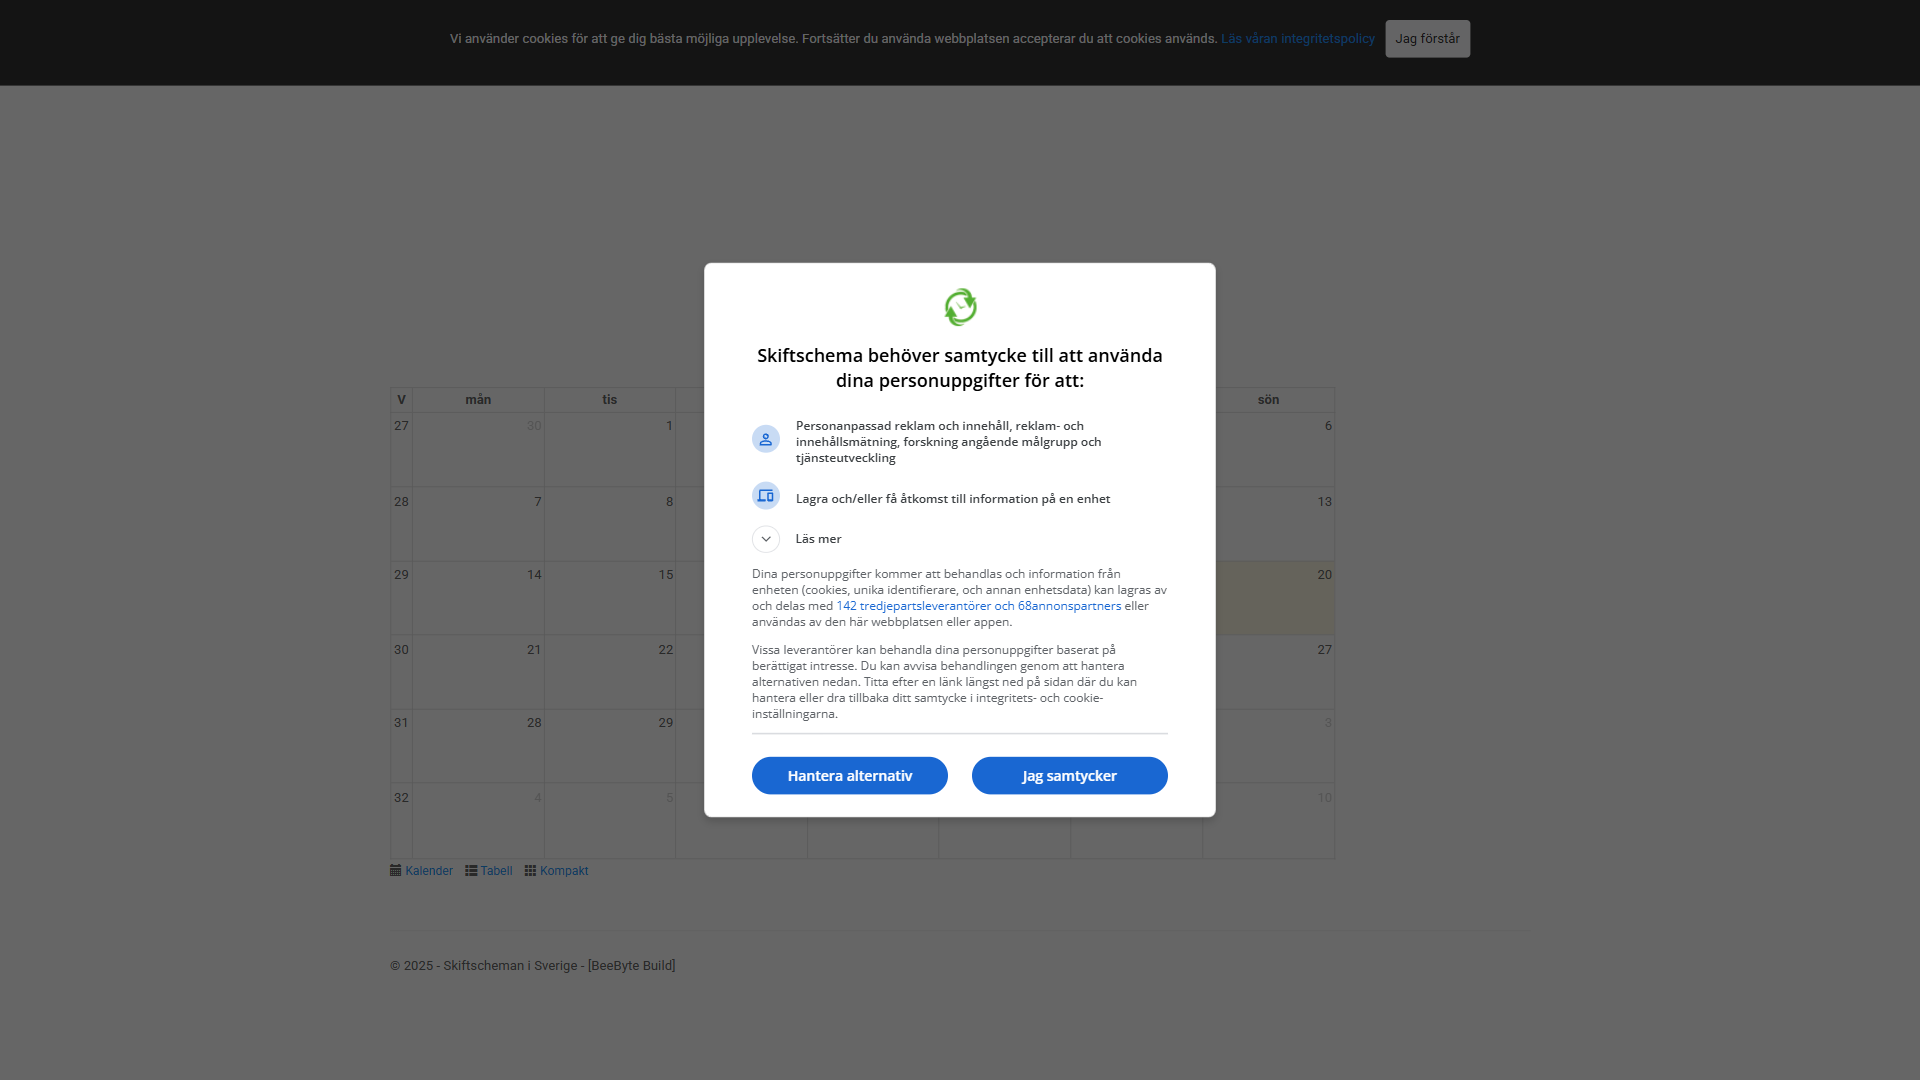 Vi använder cookies för att ge dig bästa möjliga upplevelse. Fortsätter du använda webbplatsen accepterar du att cookies används. Läs våran integritetspolicy Jag förstår
Skiftschema behöver samtycke till att använda
dina personuppgifter för att:
Personanpassad reklam och innehåll, reklam- och
innehållsmätning, forskning angående målgrupp och
tjänsteutveckling
Lagra och/eller få åtkomst till information på en enhet
Läs mer
Dina personuppgifter kommer att behandlas och information från
enheten (cookies, unika identifierare, och annan enhetsdata) kan lagras av
och delas med 142 tredjepartsleverantörer och 68annonspartners eller
användas av den här webbplatsen eller appen.
Vissa leverantörer kan behandla dina personuppgifter baserat på
berättigat intresse. Du kan avvisa behandlingen genom att hantera
alternativen nedan. Titta efter en länk längst ned på sidan där du kan
hantera eller dra tillbaka ditt samtycke i integritets- och cookie-
inställningarna.
Hantera alternativ Jag samtycker
V mån tis sön
27 30 1 6
28 7 8 13
29 14 15 20
30 21 22 27
31 28 29 3
32 4 5 10
Kalender Tabell Kompakt
© 2025 - Skiftscheman i Sverige - [BeeByte Build]